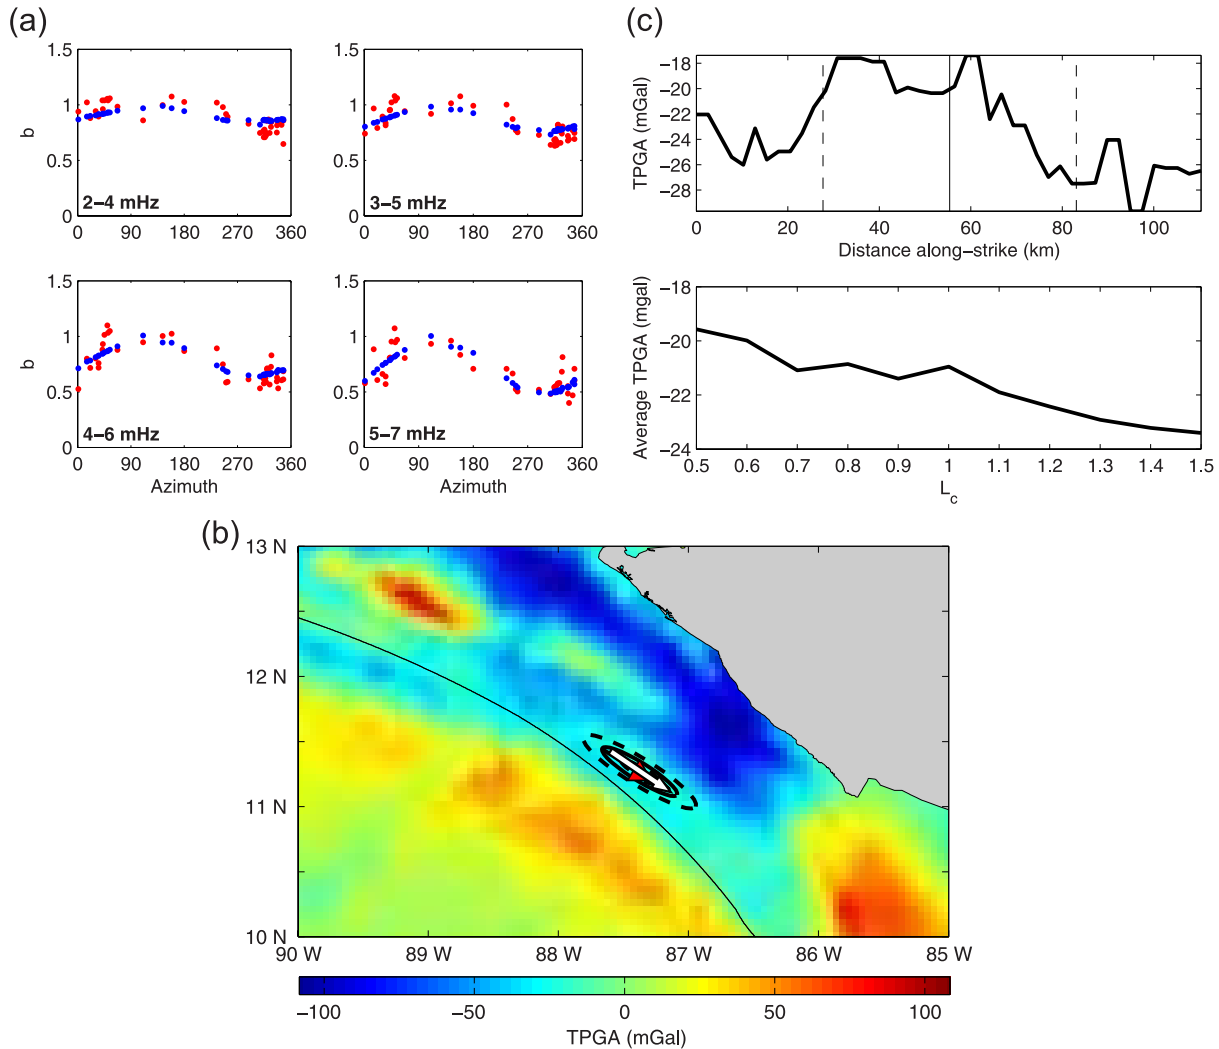 (a)
1.5
1
0.5
0
b
2–4 mHz
0 90 180 270 360
1.5
1
0.5
0
3–5 mHz
0 90 180 270 360
1.5
1
0.5
0
b
4–6 mHz
0 90 180 270 360
Azimuth
1.5
1
0.5
0
5–7 mHz
0 90 180 270 360
Azimuth
(c)
−18
−20
−22
−24
−26
−28
TPGA (mGal)
0 20 40 60 80 100
Distance along−strike (km)
−18
−20
−22
−24
Average TPGA (mgal)
0.5 0.6 0.7 0.8 0.9 1 1.1 1.2 1.3 1.4 1.5
L_c
(b)
13 N
12 N
11 N
10 N
90 W 89 W 88 W 87 W 86 W 85 W
−100 −50 0 50 100
TPGA (mGal)